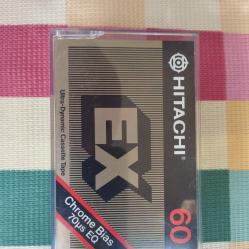 HITACHI
60
EX
Ultra-Dynamic Cassette Tape
Chrome Bias
70µs EQ